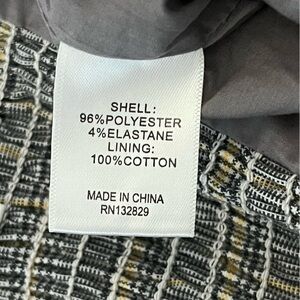 SHELL:
96%POLYESTER
4%ELASTANE
LINING:
100%COTTON
MADE IN CHINA
RN132829